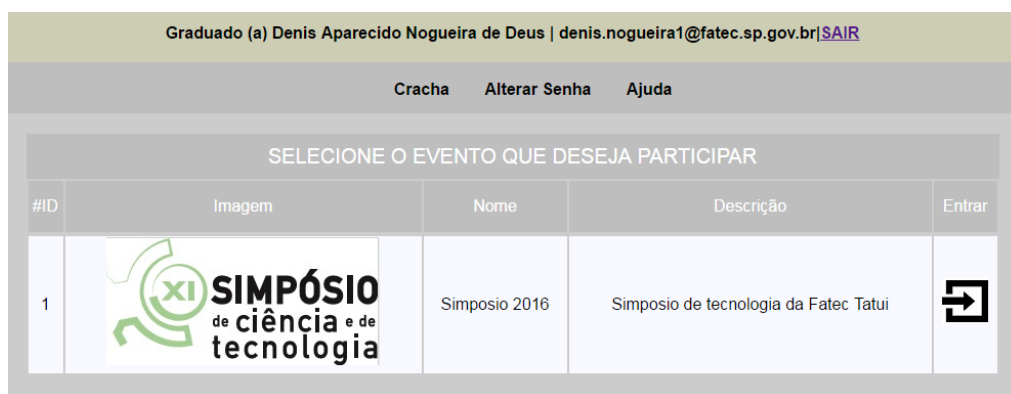 Graduado (a) Denis Aparecido Nogueira de Deus | denis.nogueira1@fatec.sp.gov.br|SAIR
Cracha Alterar Senha Ajuda
SELECIONE O EVENTO QUE DESEJA PARTICIPAR
#ID Imagem Nome Descrição Entrar
1
XI SIMPÓSIO
de ciência e de
tecnologia
Simposio 2016
Simposio de tecnologia da Fatec Tatui